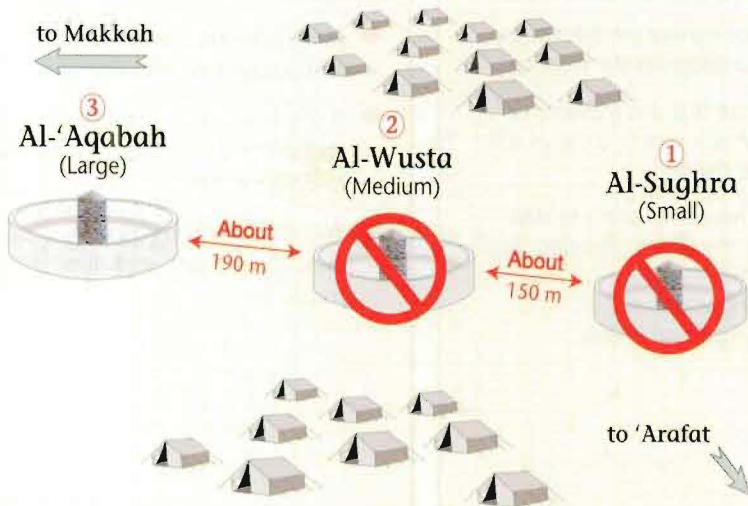 to Makkah
③
Al-‘Aqabah
(Large)
②
Al-Wusta
(Medium)
①
Al-Sughra
(Small)
About
190 m
About
150 m
to ‘Arafat